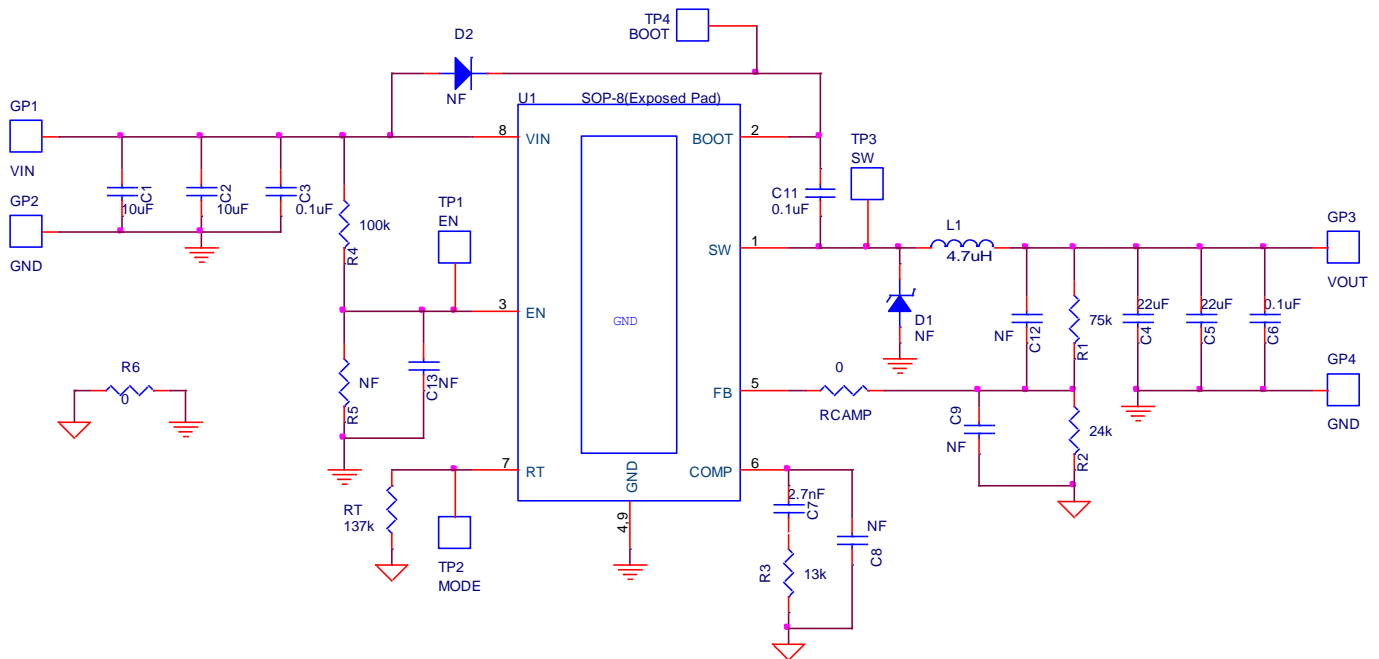 TP4
BOOT
D2
NF
U1
SOP-8(Exposed Pad)
GP1
VIN
GP2
GND
C1
10uF
C2
10uF
C3
0.1uF
R4
100k
TP1
EN
8
VIN
BOOT
2
C11
0.1uF
TP3
SW
SW
1
L1
4.7uH
GP3
VOUT
3
EN
GND
D1
NF
NF
C12
75k
R1
22uF
C4
22uF
C5
0.1uF
C6
R6
0
NF
R5
NF
C13
FB
5
0
RCAMP
C9
NF
24k
R2
GP4
GND
7
RT
COMP
6
GND
4,9
RT
137k
TP2
MODE
2.7nF
C7
R3
13k
NF
C8